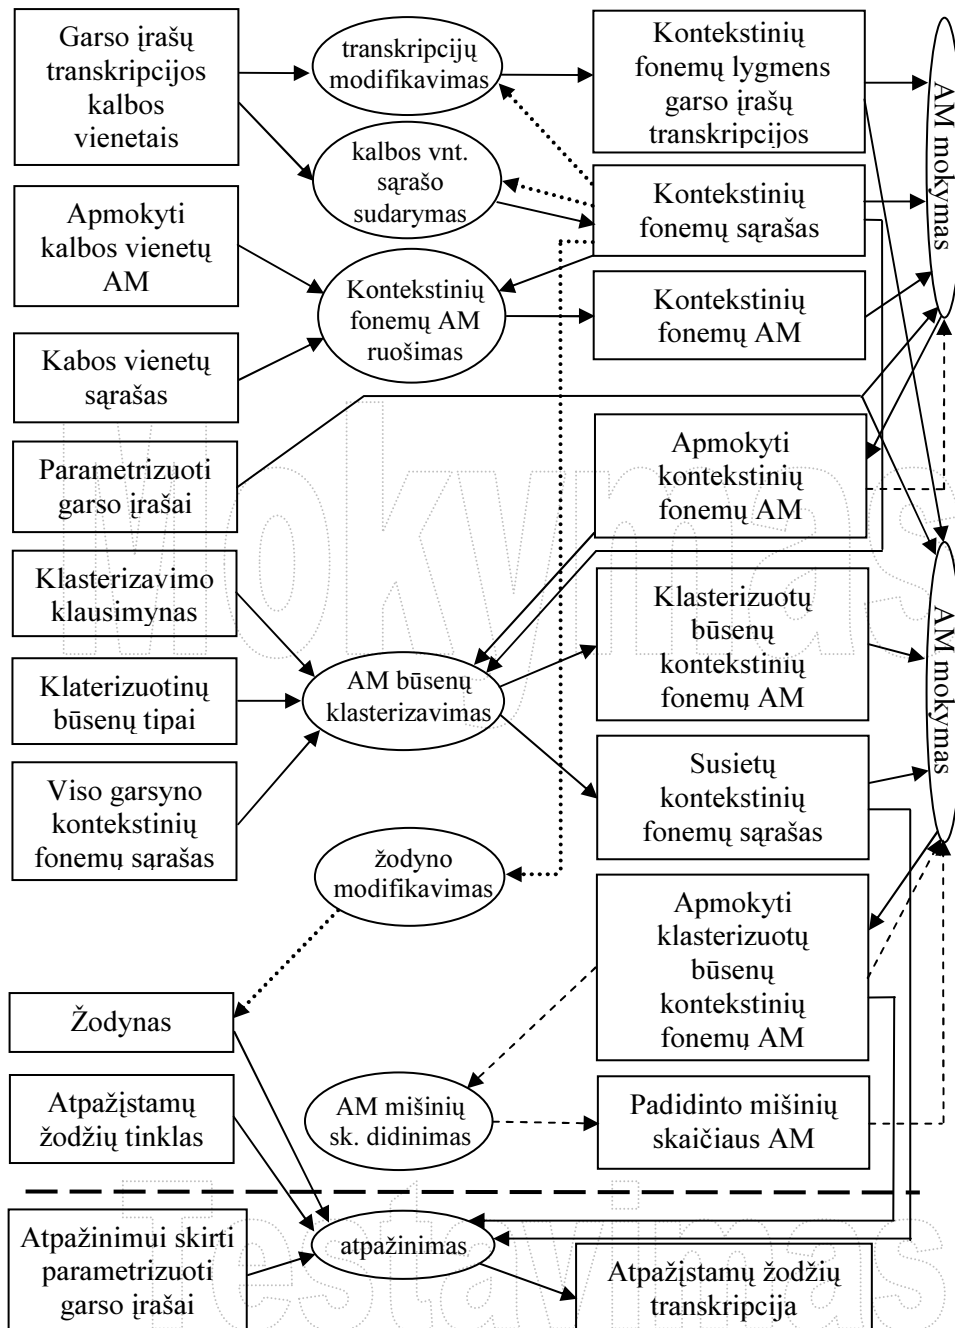 Garso įrašų
transkripcijos
kalbos
vienetais
transkripcijų
modifikavimas
Kontekstinių
fonemų lygmens
garso įrašų
transkripcijos
AM mokymas
kalbos vnt.
sąrašo
sudarymas
Kontekstinių
fonemų sąrašas
Apmokyti
kalbos vienetų
AM
Kontekstinių
fonemų AM
ruošimas
Kontekstinių
fonemų AM
Kabos vienetų
sąrašas
Parametrizuoti
garso įrašai
Apmokyti
kontekstinių
fonemų AM
Mokymas
Klasterizavimo
klausimynas
Klasterizuotų
būsenų
kontekstinių
fonemų AM
AM mokymas
Klaterizuotinų
būsenų tipai
AM būsenų
klasterizavimas
Viso garsyno
kontekstinių
fonemų sąrašas
Susietų
kontekstinių
fonemų sąrašas
žodyno
modifikavimas
Apmokyti
klasterizuotų
būsenų
kontekstinių
fonemų AM
Žodynas
Atpažįstamų
žodžių tinklas
AM mišinių
sk. didinimas
Padidinto mišinių
skaičiaus AM
Testavimas
Atpažinimui skirti
parametrizuoti
garso įrašai
atpažinimas
Atpažįstamų žodžių
transkripcija